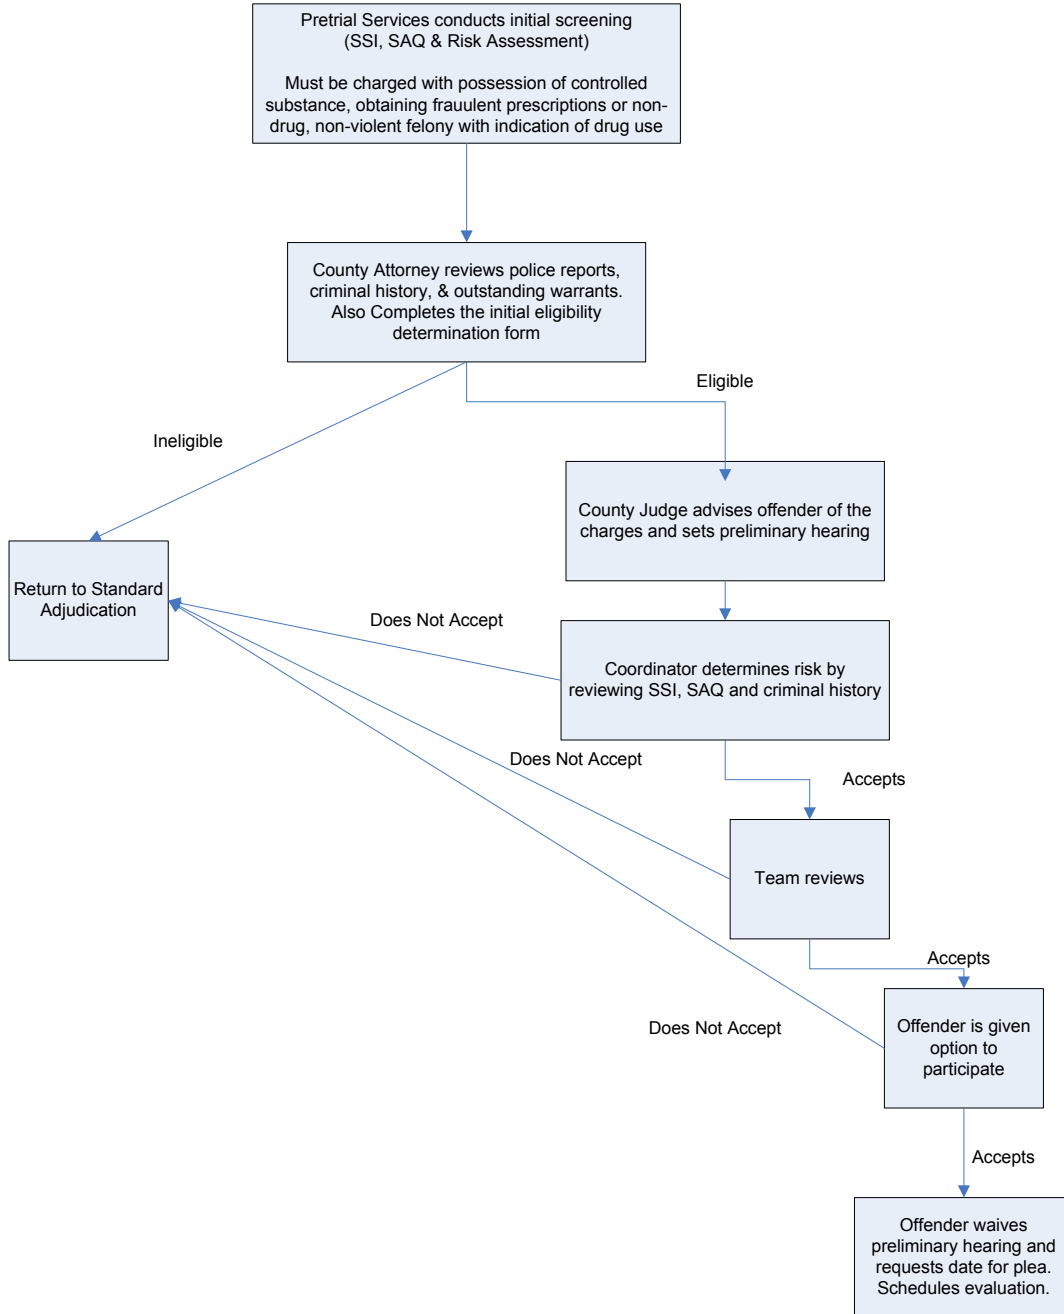 Pretrial Services conducts initial screening
(SSI, SAQ & Risk Assessment)
Must be charged with possession of controlled
substance, obtaining frauulent prescriptions or non-
drug, non-violent felony with indication of drug use
County Attorney reviews police reports,
criminal history, & outstanding warrants.
Also Completes the initial eligibility
determination form
Eligible
Ineligible
County Judge advises offender of the
charges and sets preliminary hearing
Return to Standard
Adjudication
Does Not Accept
Coordinator determines risk by
reviewing SSI, SAQ and criminal history
Does Not Accept
Accepts
Team reviews
Accepts
Does Not Accept
Offender is given
option to
participate
Accepts
Offender waives
preliminary hearing and
requests date for plea.
Schedules evaluation.